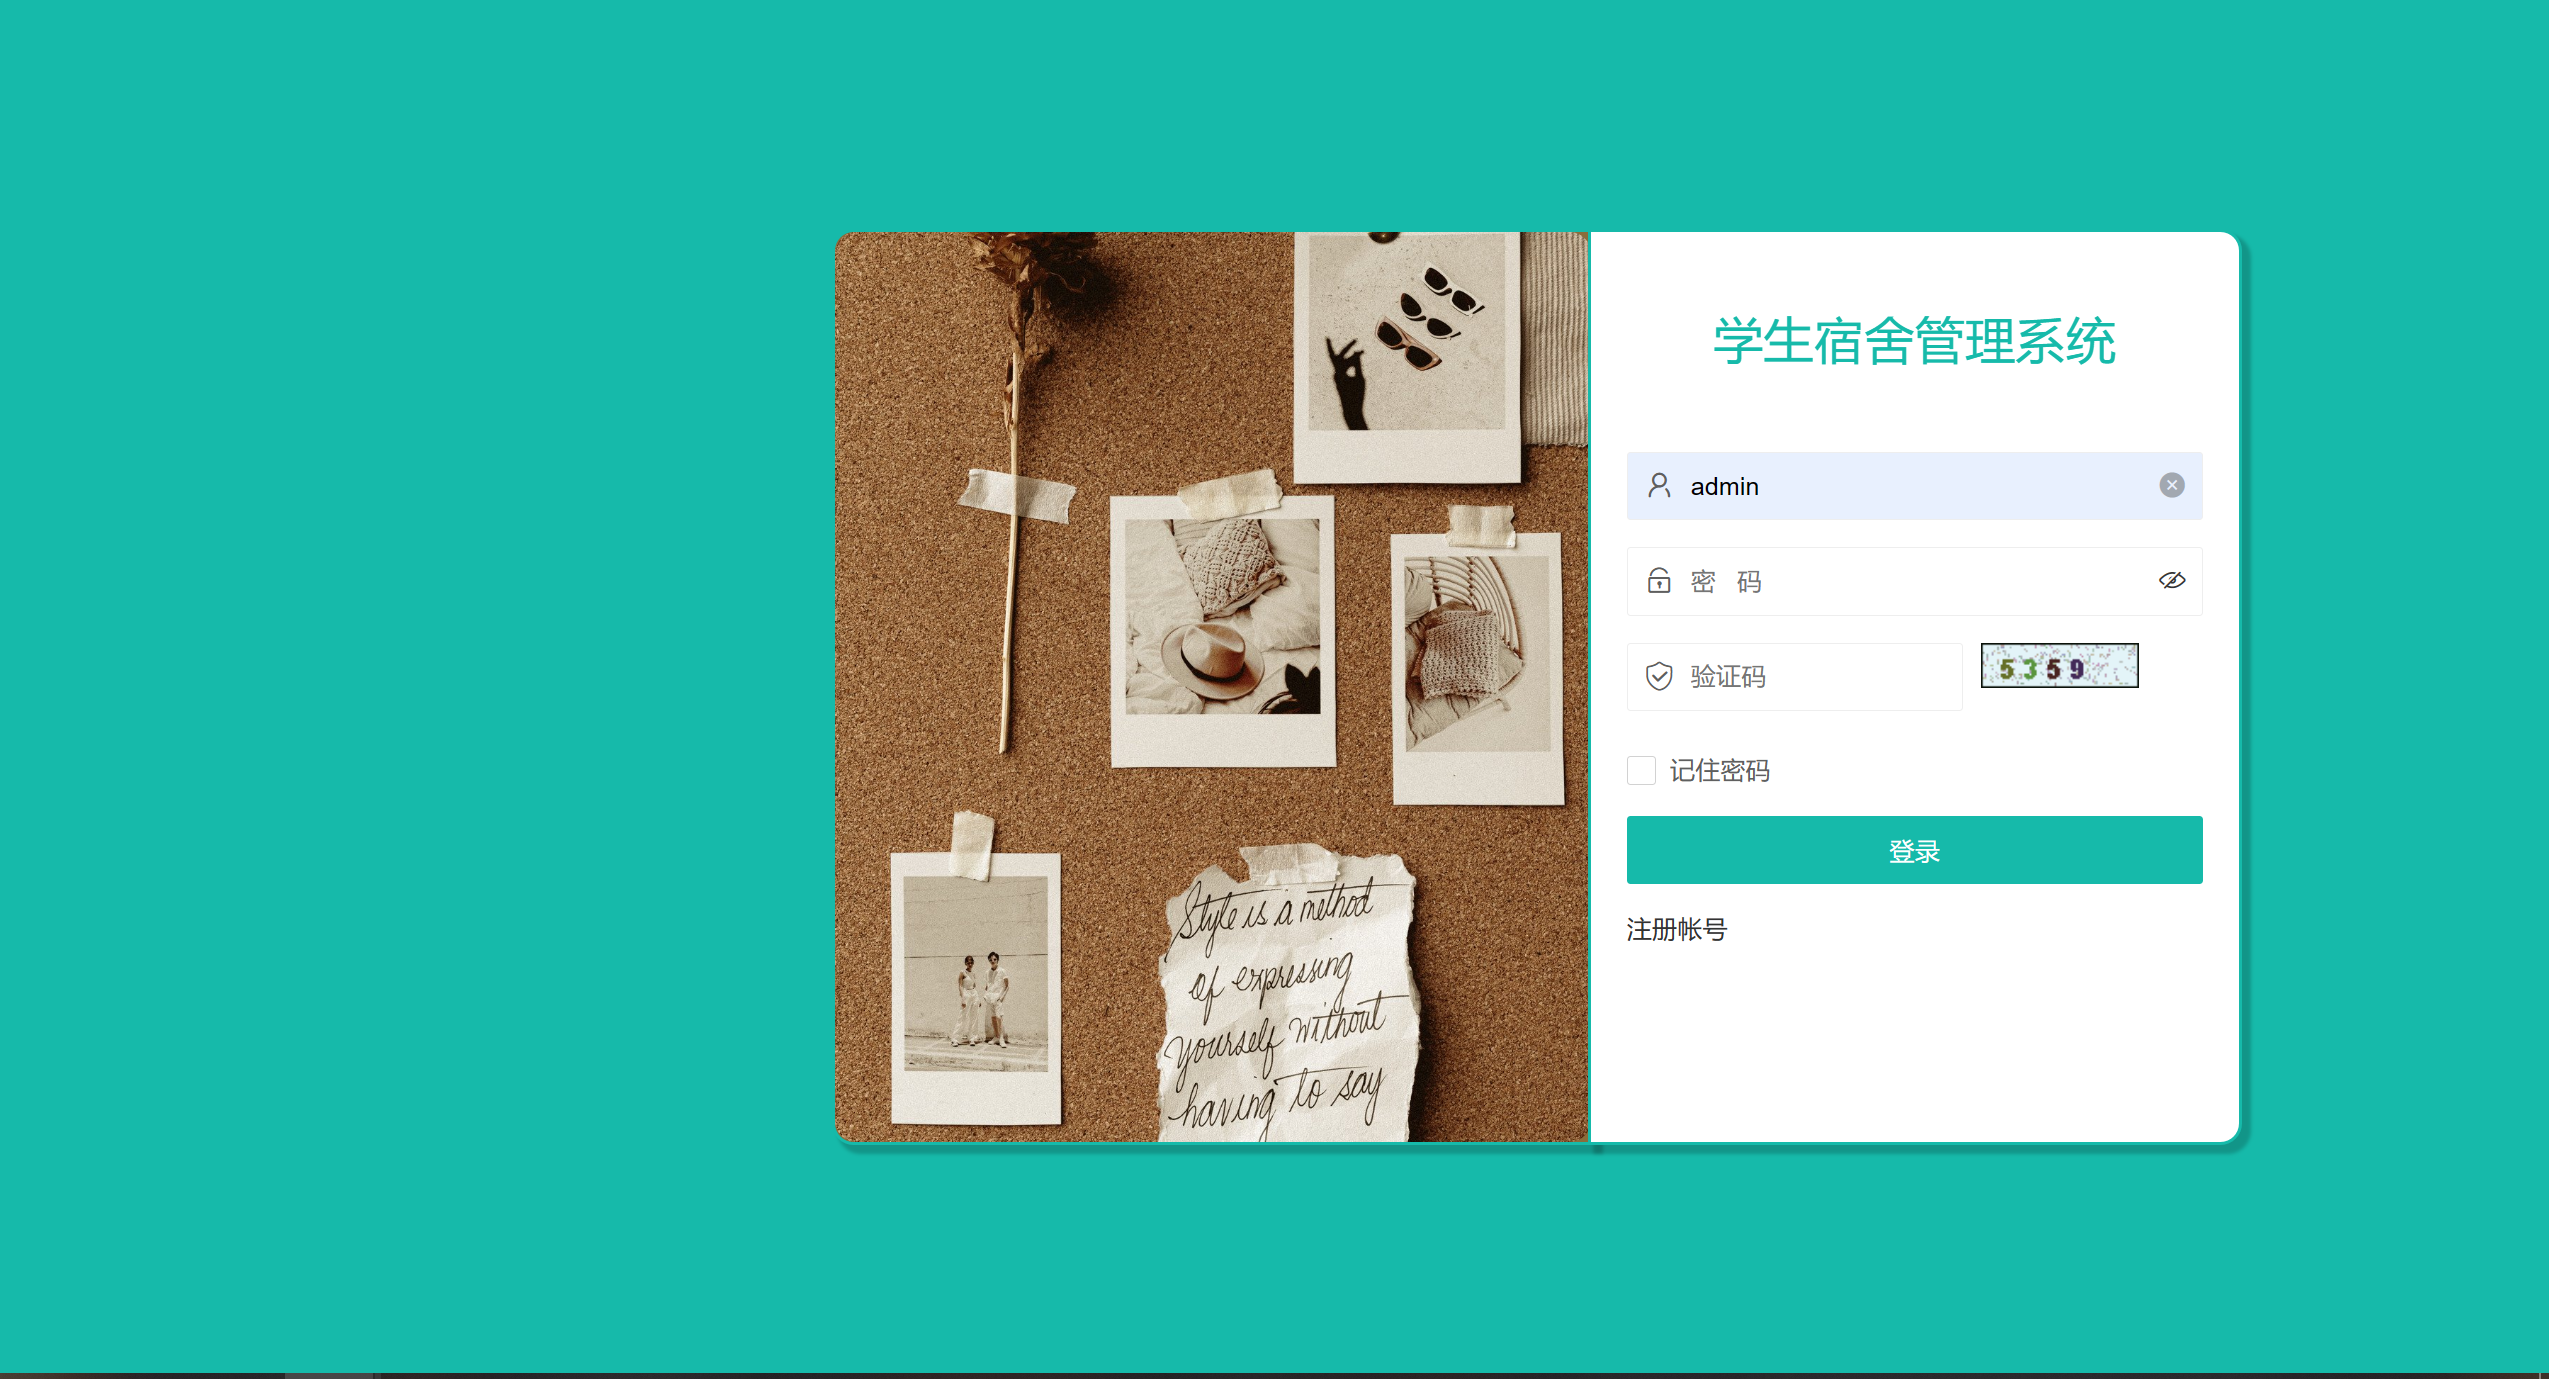 学生宿舍管理系统
admin
密 码
验证码
5359
记住密码
登录
注册帐号
Style is a method
of expressing
yourself without
having to say